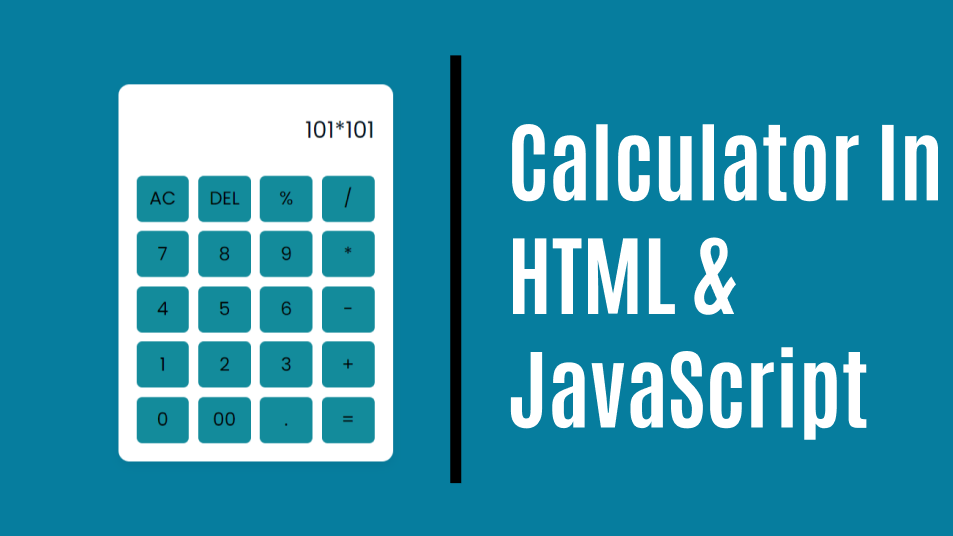 101*101
AC DEL % /
7 8 9 *
4 5 6 -
1 2 3 +
0 00 . =
Calculator In
HTML &
JavaScript